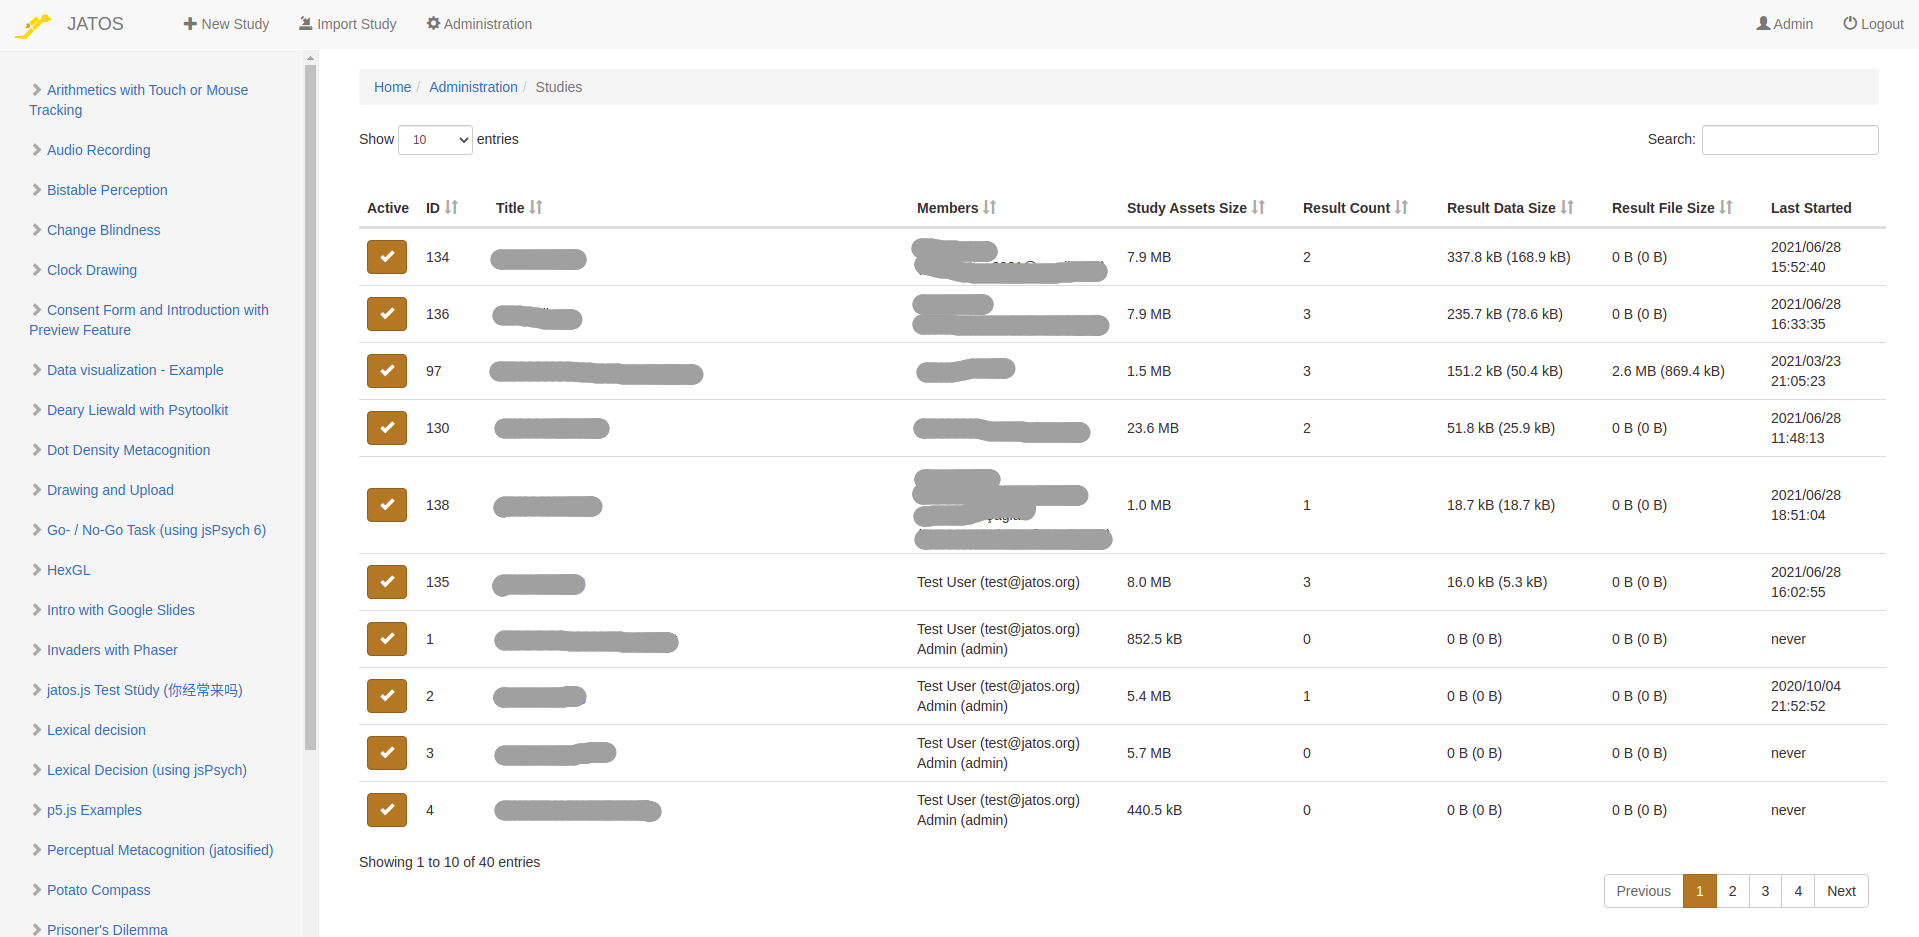 JATOS New Study Import Study Administration Admin Logout
Arithmetics with Touch or Mouse
Tracking
Audio Recording
Bistable Perception
Change Blindness
Clock Drawing
Consent Form and Introduction with
Preview Feature
Data visualization - Example
Deary Liewald with Psytoolkit
Dot Density Metacognition
Drawing and Upload
Go- / No-Go Task (using jsPsych 6)
HexGL
Intro with Google Slides
Invaders with Phaser
jatos.js Test Stüdy (你经常来吗)
Lexical decision
Lexical Decision (using jsPsych)
p5.js Examples
Perceptual Metacognition (jatosified)
Potato Compass
Prisoner's Dilemma
Home / Administration / Studies
Show 10 entries Search:
Active ID Title Members Study Assets Size Result Count Result Data Size Result File Size Last Started
134 7.9 MB 2 337.8 kB (168.9 kB) 0 B (0 B) 2021/06/28
15:52:40
136 7.9 MB 3 235.7 kB (78.6 kB) 0 B (0 B) 2021/06/28
16:33:35
97 1.5 MB 3 151.2 kB (50.4 kB) 2.6 MB (869.4 kB) 2021/03/23
21:05:23
130 23.6 MB 2 51.8 kB (25.9 kB) 0 B (0 B) 2021/06/28
11:48:13
138 1.0 MB 1 18.7 kB (18.7 kB) 0 B (0 B) 2021/06/28
18:51:04
135 Test User (test@jatos.org) 8.0 MB 3 16.0 kB (5.3 kB) 0 B (0 B) 2021/06/28
16:02:55
1 Test User (test@jatos.org) 852.5 kB 0 0 B (0 B) 0 B (0 B) never
Admin (admin)
2 Test User (test@jatos.org) 5.4 MB 1 0 B (0 B) 0 B (0 B) 2020/10/04
Admin (admin) 21:52:52
3 Test User (test@jatos.org) 5.7 MB 0 0 B (0 B) 0 B (0 B) never
Admin (admin)
4 Test User (test@jatos.org) 440.5 kB 0 0 B (0 B) 0 B (0 B) never
Admin (admin)
Showing 1 to 10 of 40 entries
Previous 1 2 3 4 Next